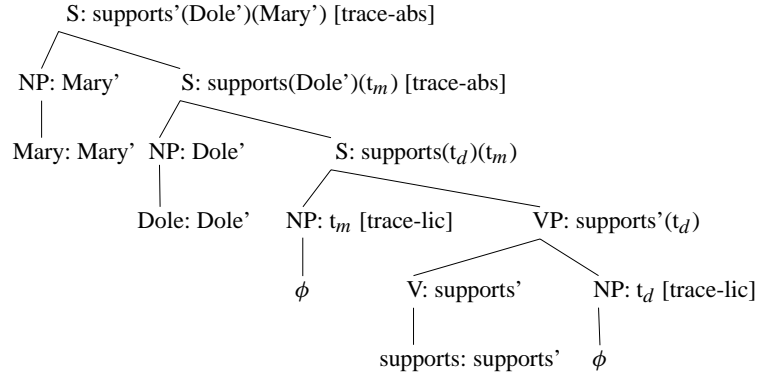 S: supports’(Dole’)(Mary’) [trace-abs]
NP: Mary’ S: supports(Dole’)(t_m) [trace-abs]
Mary: Mary’ NP: Dole’ S: supports(t_d)(t_m)
Dole: Dole’ NP: t_m [trace-lic] VP: supports’(t_d)
ϕ V: supports’ NP: t_d [trace-lic]
supports: supports’ ϕ